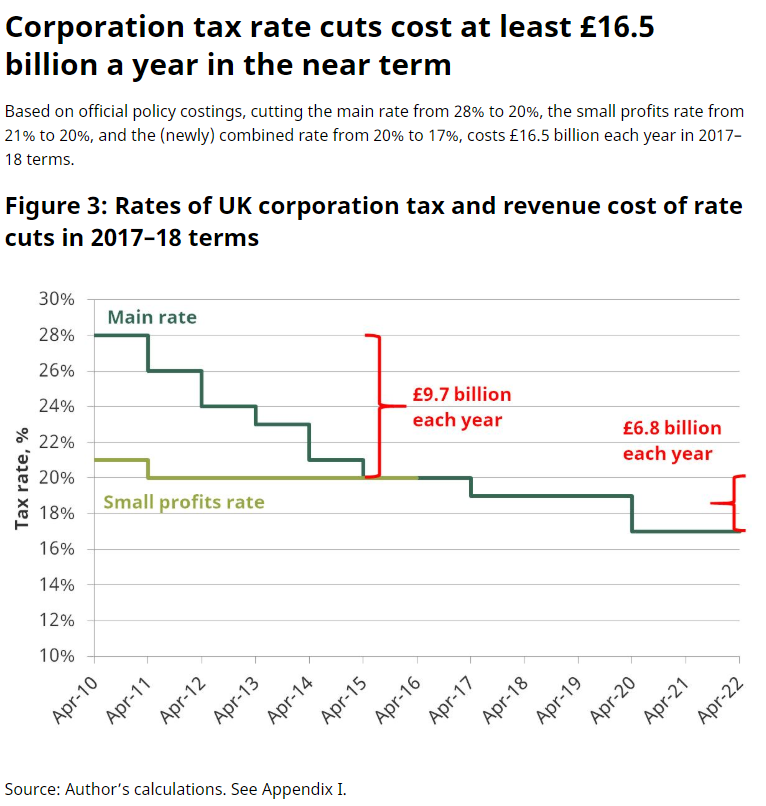 Corporation tax rate cuts cost at least £16.5
billion a year in the near term
Based on official policy costings, cutting the main rate from 28% to 20%, the small profits rate from
21% to 20%, and the (newly) combined rate from 20% to 17%, costs £16.5 billion each year in 2017–
18 terms.
Figure 3: Rates of UK corporation tax and revenue cost of rate
cuts in 2017–18 terms
30%
Main rate
28%
26%
£9.7 billion
each year
24%
£6.8 billion
each year
22%
20%
Small profits rate
18%
16%
14%
12%
10%
Tax rate, %
Apr-10
Apr-11
Apr-12
Apr-13
Apr-14
Apr-15
Apr-16
Apr-17
Apr-18
Apr-19
Apr-20
Apr-21
Apr-22
Source: Author’s calculations. See Appendix I.